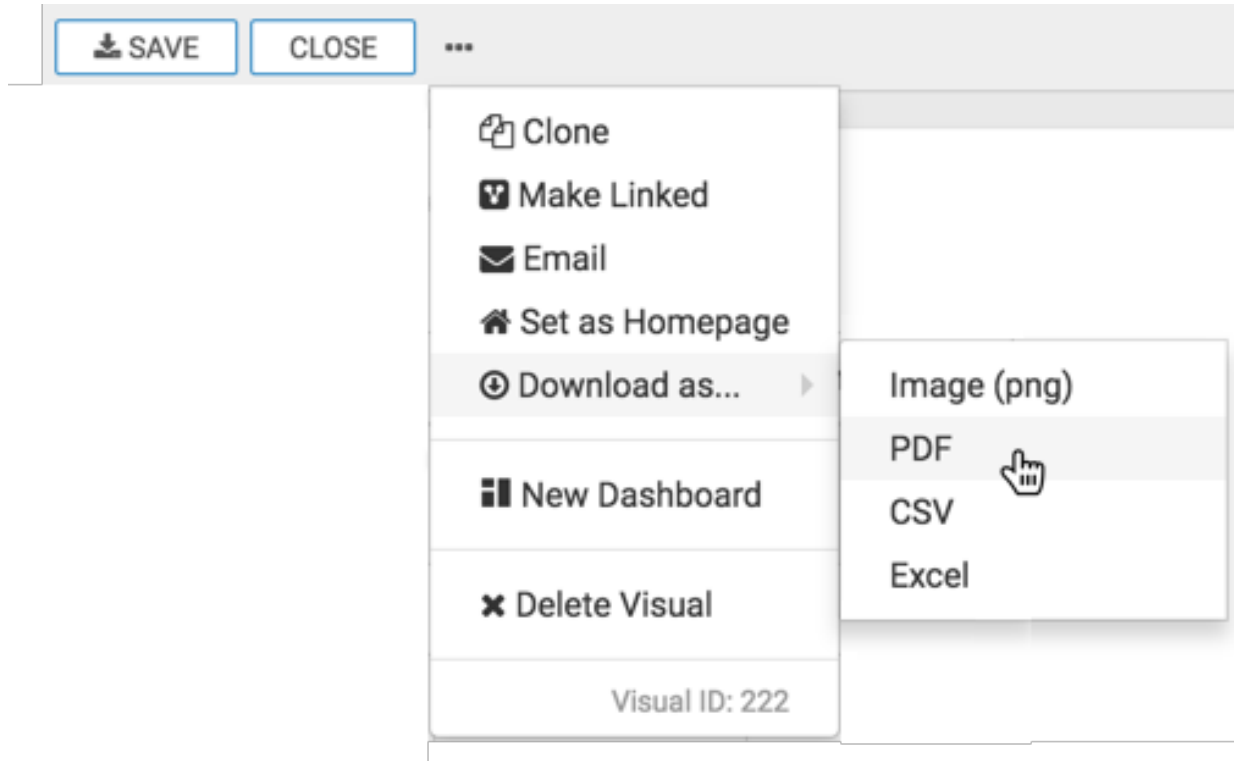 SAVE CLOSE ...
Clone
Make Linked
Email
Set as Homepage
Download as...
Image (png)
PDF
CSV
Excel
New Dashboard
Delete Visual
Visual ID: 222